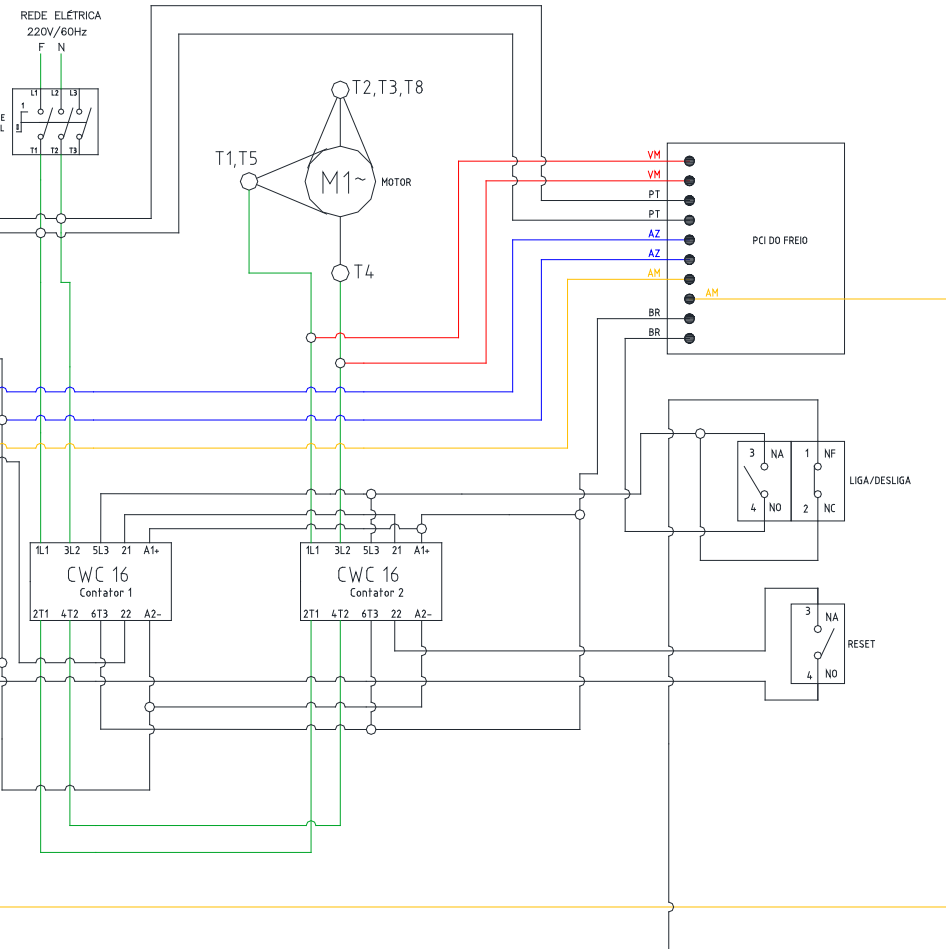 REDE ELÉTRICA
220V/60Hz
F N
L1 L2 L3
1
E
L
T1 T2 T3
T2,T3,T8
T1,T5
M1~
MOTOR
T4
VM
VM
PT
PT
AZ
AZ
AM
AM
BR
BR
PCI DO FREIO
3 NA
4 NO
1 NF
2 NC
LIGA/DESLIGA
1L1 3L2 5L3 21 A1+
CWC 16
Contator 1
2T1 4T2 6T3 22 A2-
1L1 3L2 5L3 21 A1+
CWC 16
Contator 2
2T1 4T2 6T3 22 A2-
3 NA
4 NO
RESET